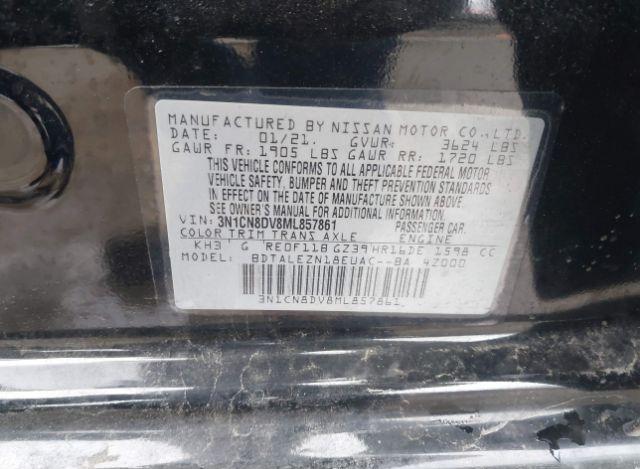 MANUFACTURED BY NISSAN MOTOR CO.,LTD.
DATE: 01/21. GVWR: 3624 LBS
GAWR FR: 1905 LBS GAWR RR: 1720 LBS
THIS VEHICLE CONFORMS TO ALL APPLICABLE FEDERAL MOTOR
VEHICLE SAFETY, BUMPER AND THEFT PREVENTION STANDARDS
IN EFFECT ON THE DATE OF MANUFACTURE SHOWN ABOVE.
SEE OWNER'S MANUAL FOR ADDITIONAL INFORMATION.
VIN: 3N1CN8DV8ML857861 PASSENGER CAR.
COLOR TRIM TRANS AXLE ENGINE
KH3 G RE0F11B GZ39 HR16DE 1598 CC
MODEL: BDTALEZN18EUAC--BA 42000
3N1CN8DV8ML857861